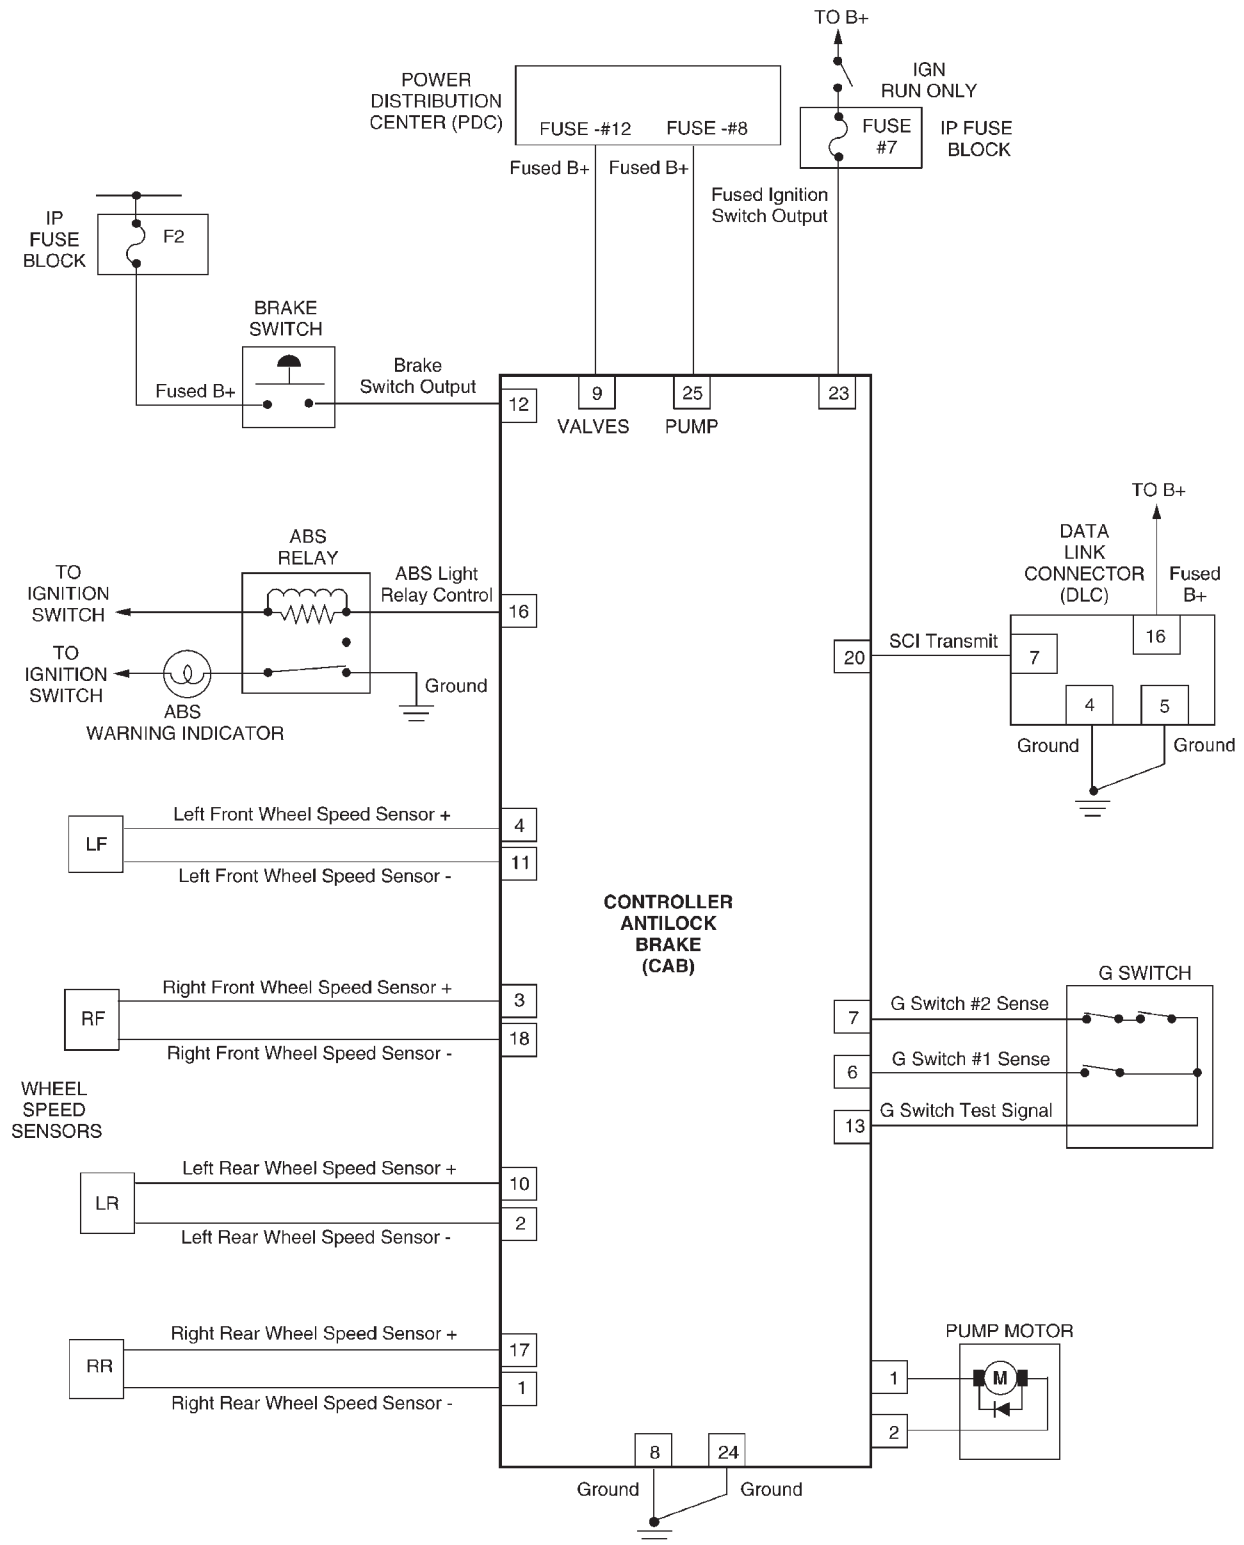 TO B+
IGN
RUN ONLY
POWER
DISTRIBUTION
CENTER (PDC)
FUSE -#12
FUSE -#8
FUSE
#7
IP FUSE
BLOCK
Fused B+
Fused B+
Fused Ignition
Switch Output
IP
FUSE
BLOCK
F2
BRAKE
SWITCH
Fused B+
Brake
Switch Output
12
9
25
23
VALVES
PUMP
ABS
RELAY
TO
IGNITION
SWITCH
ABS Light
Relay Control
16
TO
IGNITION
SWITCH
Ground
ABS
WARNING INDICATOR
TO B+
DATA
LINK
CONNECTOR
(DLC)
Fused
B+
16
20
SCI Transmit
7
4
5
Ground
Ground
LF
Left Front Wheel Speed Sensor +
4
11
Left Front Wheel Speed Sensor -
CONTROLLER
ANTILOCK
BRAKE
(CAB)
RF
Right Front Wheel Speed Sensor +
3
18
Right Front Wheel Speed Sensor -
G SWITCH
7
G Switch #2 Sense
6
G Switch #1 Sense
13
G Switch Test Signal
WHEEL
SPEED
SENSORS
LR
Left Rear Wheel Speed Sensor +
10
2
Left Rear Wheel Speed Sensor -
RR
Right Rear Wheel Speed Sensor +
17
1
Right Rear Wheel Speed Sensor -
PUMP MOTOR
1
M
2
8
24
Ground
Ground